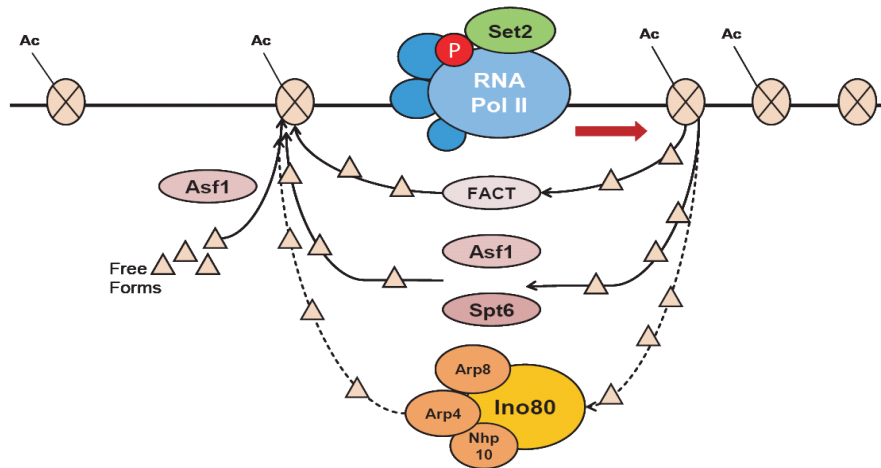 Ac
Ac
P
Set2
RNA
Pol II
Ac
Ac
Asf1
FACT
Free
Forms
Asf1
Spt6
Arp8
Arp4
Ino80
Nhp
10